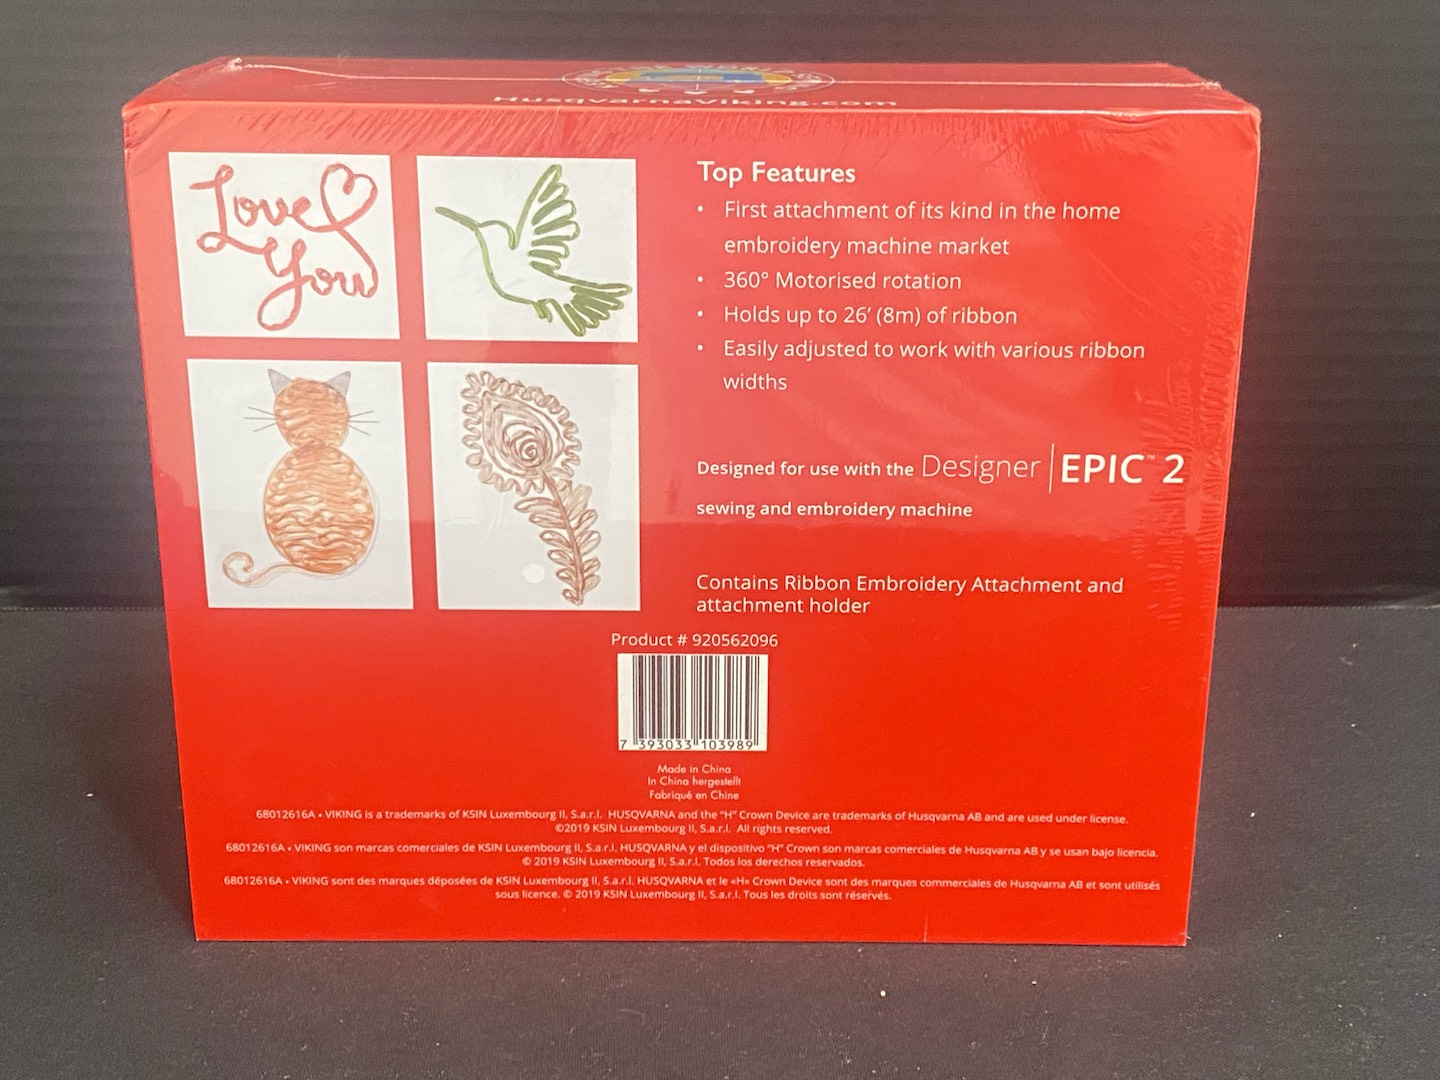 HusqvarnaViking.com
Love
You
Top Features
• First attachment of its kind in the home
embroidery machine market
• 360° Motorised rotation
• Holds up to 26' (8m) of ribbon
• Easily adjusted to work with various ribbon
widths
Designed for use with the Designer | EPIC™ 2
sewing and embroidery machine
Contains Ribbon Embroidery Attachment and
attachment holder
Product # 920562096
7 393033 103989
Made in China
In China hergestellt
Fabriqué en Chine
68012616A • VIKING is a trademarks of KSIN Luxembourg II, S.a.r.l. HUSQVARNA and the "H" Crown Device are trademarks of Husqvarna AB and are used under license.
©2019 KSIN Luxembourg II, S.a.r.l. All rights reserved.
68012616A • VIKING son marcas comerciales de KSIN Luxembourg II, S.a.r.l. HUSQVARNA y el dispositivo "H" Crown son marcas comerciales de Husqvarna AB y se usan bajo licencia.
© 2019 KSIN Luxembourg II, S.a.r.l. Todos los derechos reservados.
68012616A • VIKING sont des marques déposées de KSIN Luxembourg II, S.a.r.l. HUSQVARNA et le «H» Crown Device sont des marques commerciales de Husqvarna AB et sont utilisés
sous licence. © 2019 KSIN Luxembourg II, S.a.r.l. Tous les droits sont réservés.